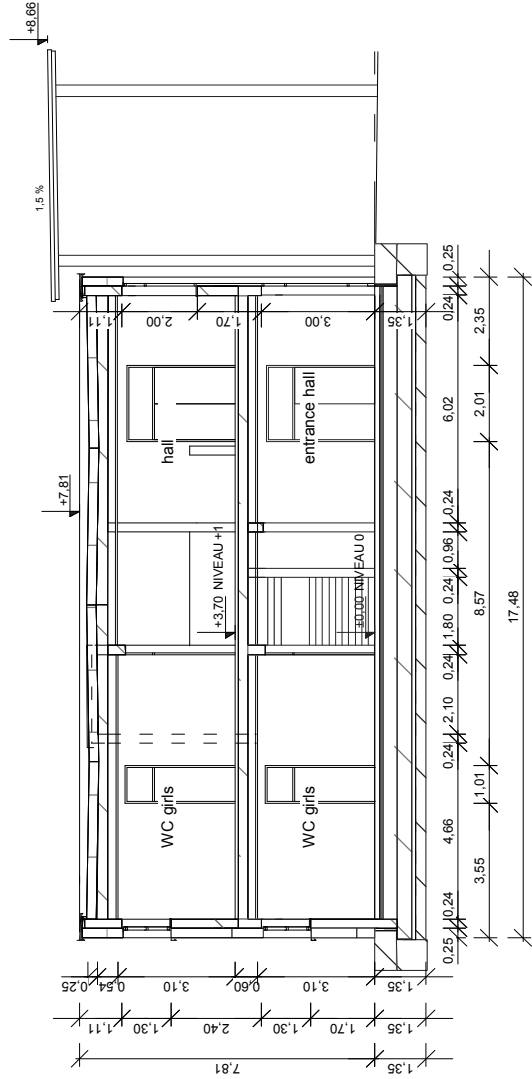 +8,66
1,5 %
+7,81
hall
entrance hall
+3,70 NIVEAU +1
±0,00 NIVEAU 0
WC girls
WC girls
1,11
2,00
1,70
3,00
1,35
0,25
0,54
3,10
0,60
3,10
1,35
1,11
1,30
2,40
1,30
1,70
1,35
7,81
1,35
0,25 0,24 4,66 0,24 2,10 0,24 1,80 0,24 0,96 0,24 6,02 0,24 0,25
3,55 1,01 8,57 2,01 2,35
17,48